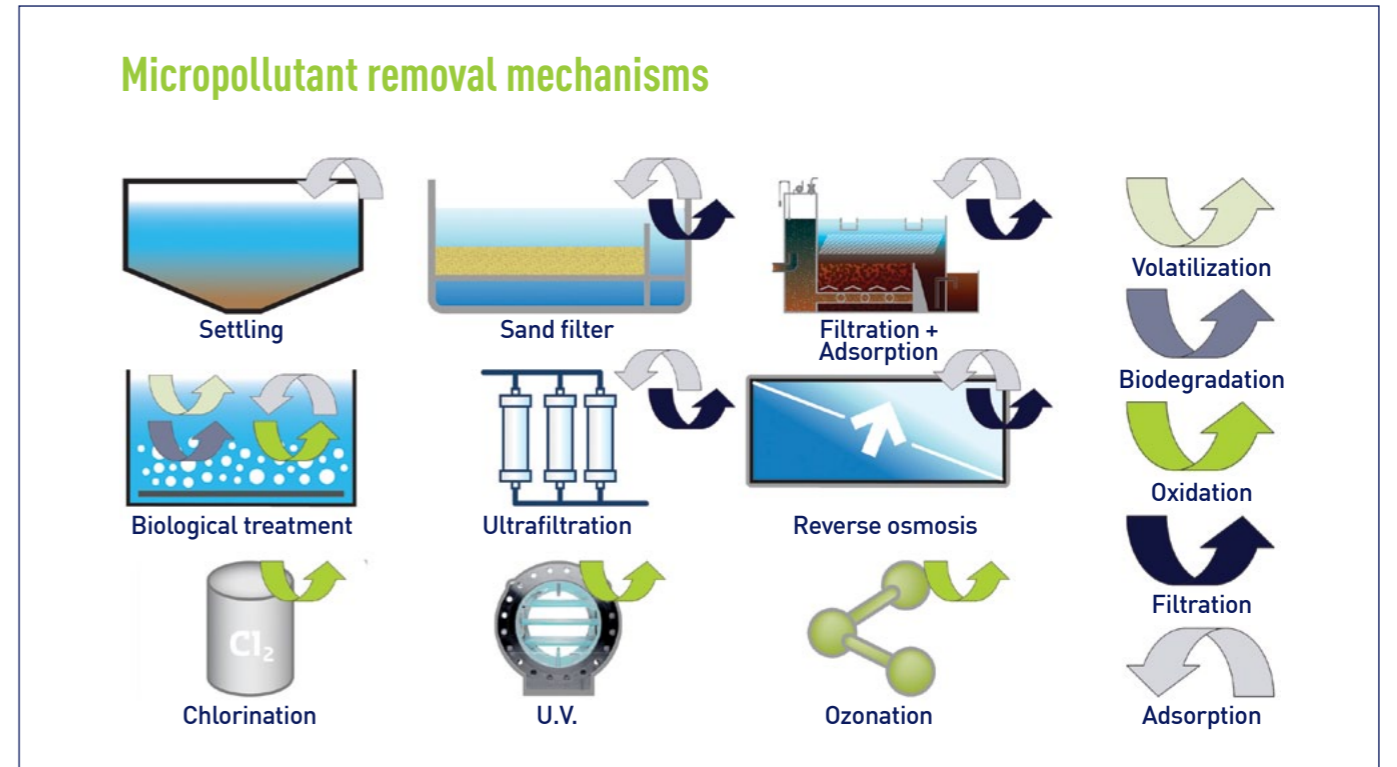 Micropollutant removal mechanisms
Settling
Sand filter
Filtration +
Adsorption
Biological treatment
Ultrafiltration
Reverse osmosis
Cl₂
Chlorination
U.V.
Ozonation
Volatilization
Biodegradation
Oxidation
Filtration
Adsorption